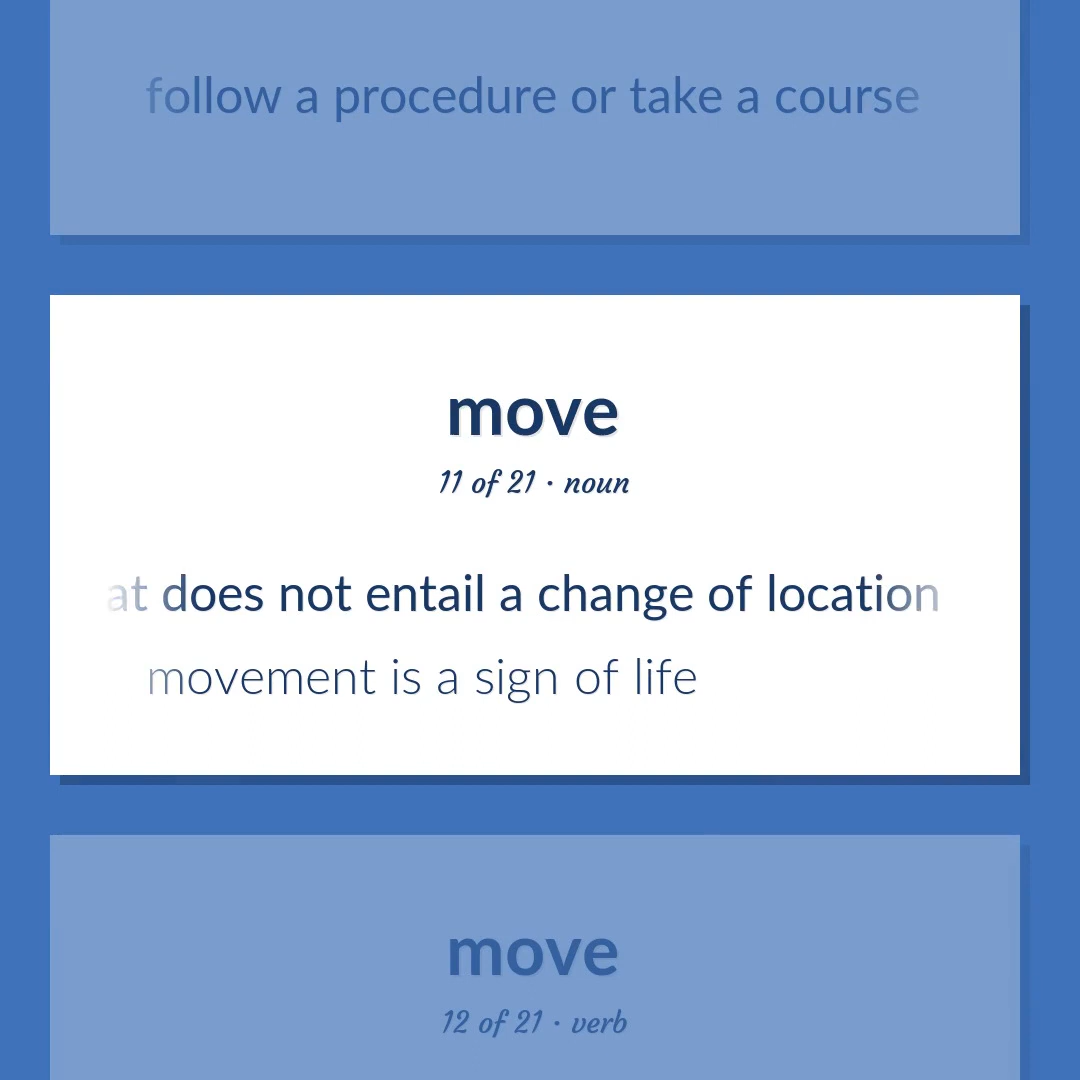 follow a procedure or take a course
move
11 of 21 · noun
at does not entail a change of location
movement is a sign of life
move
12 of 21 · verb